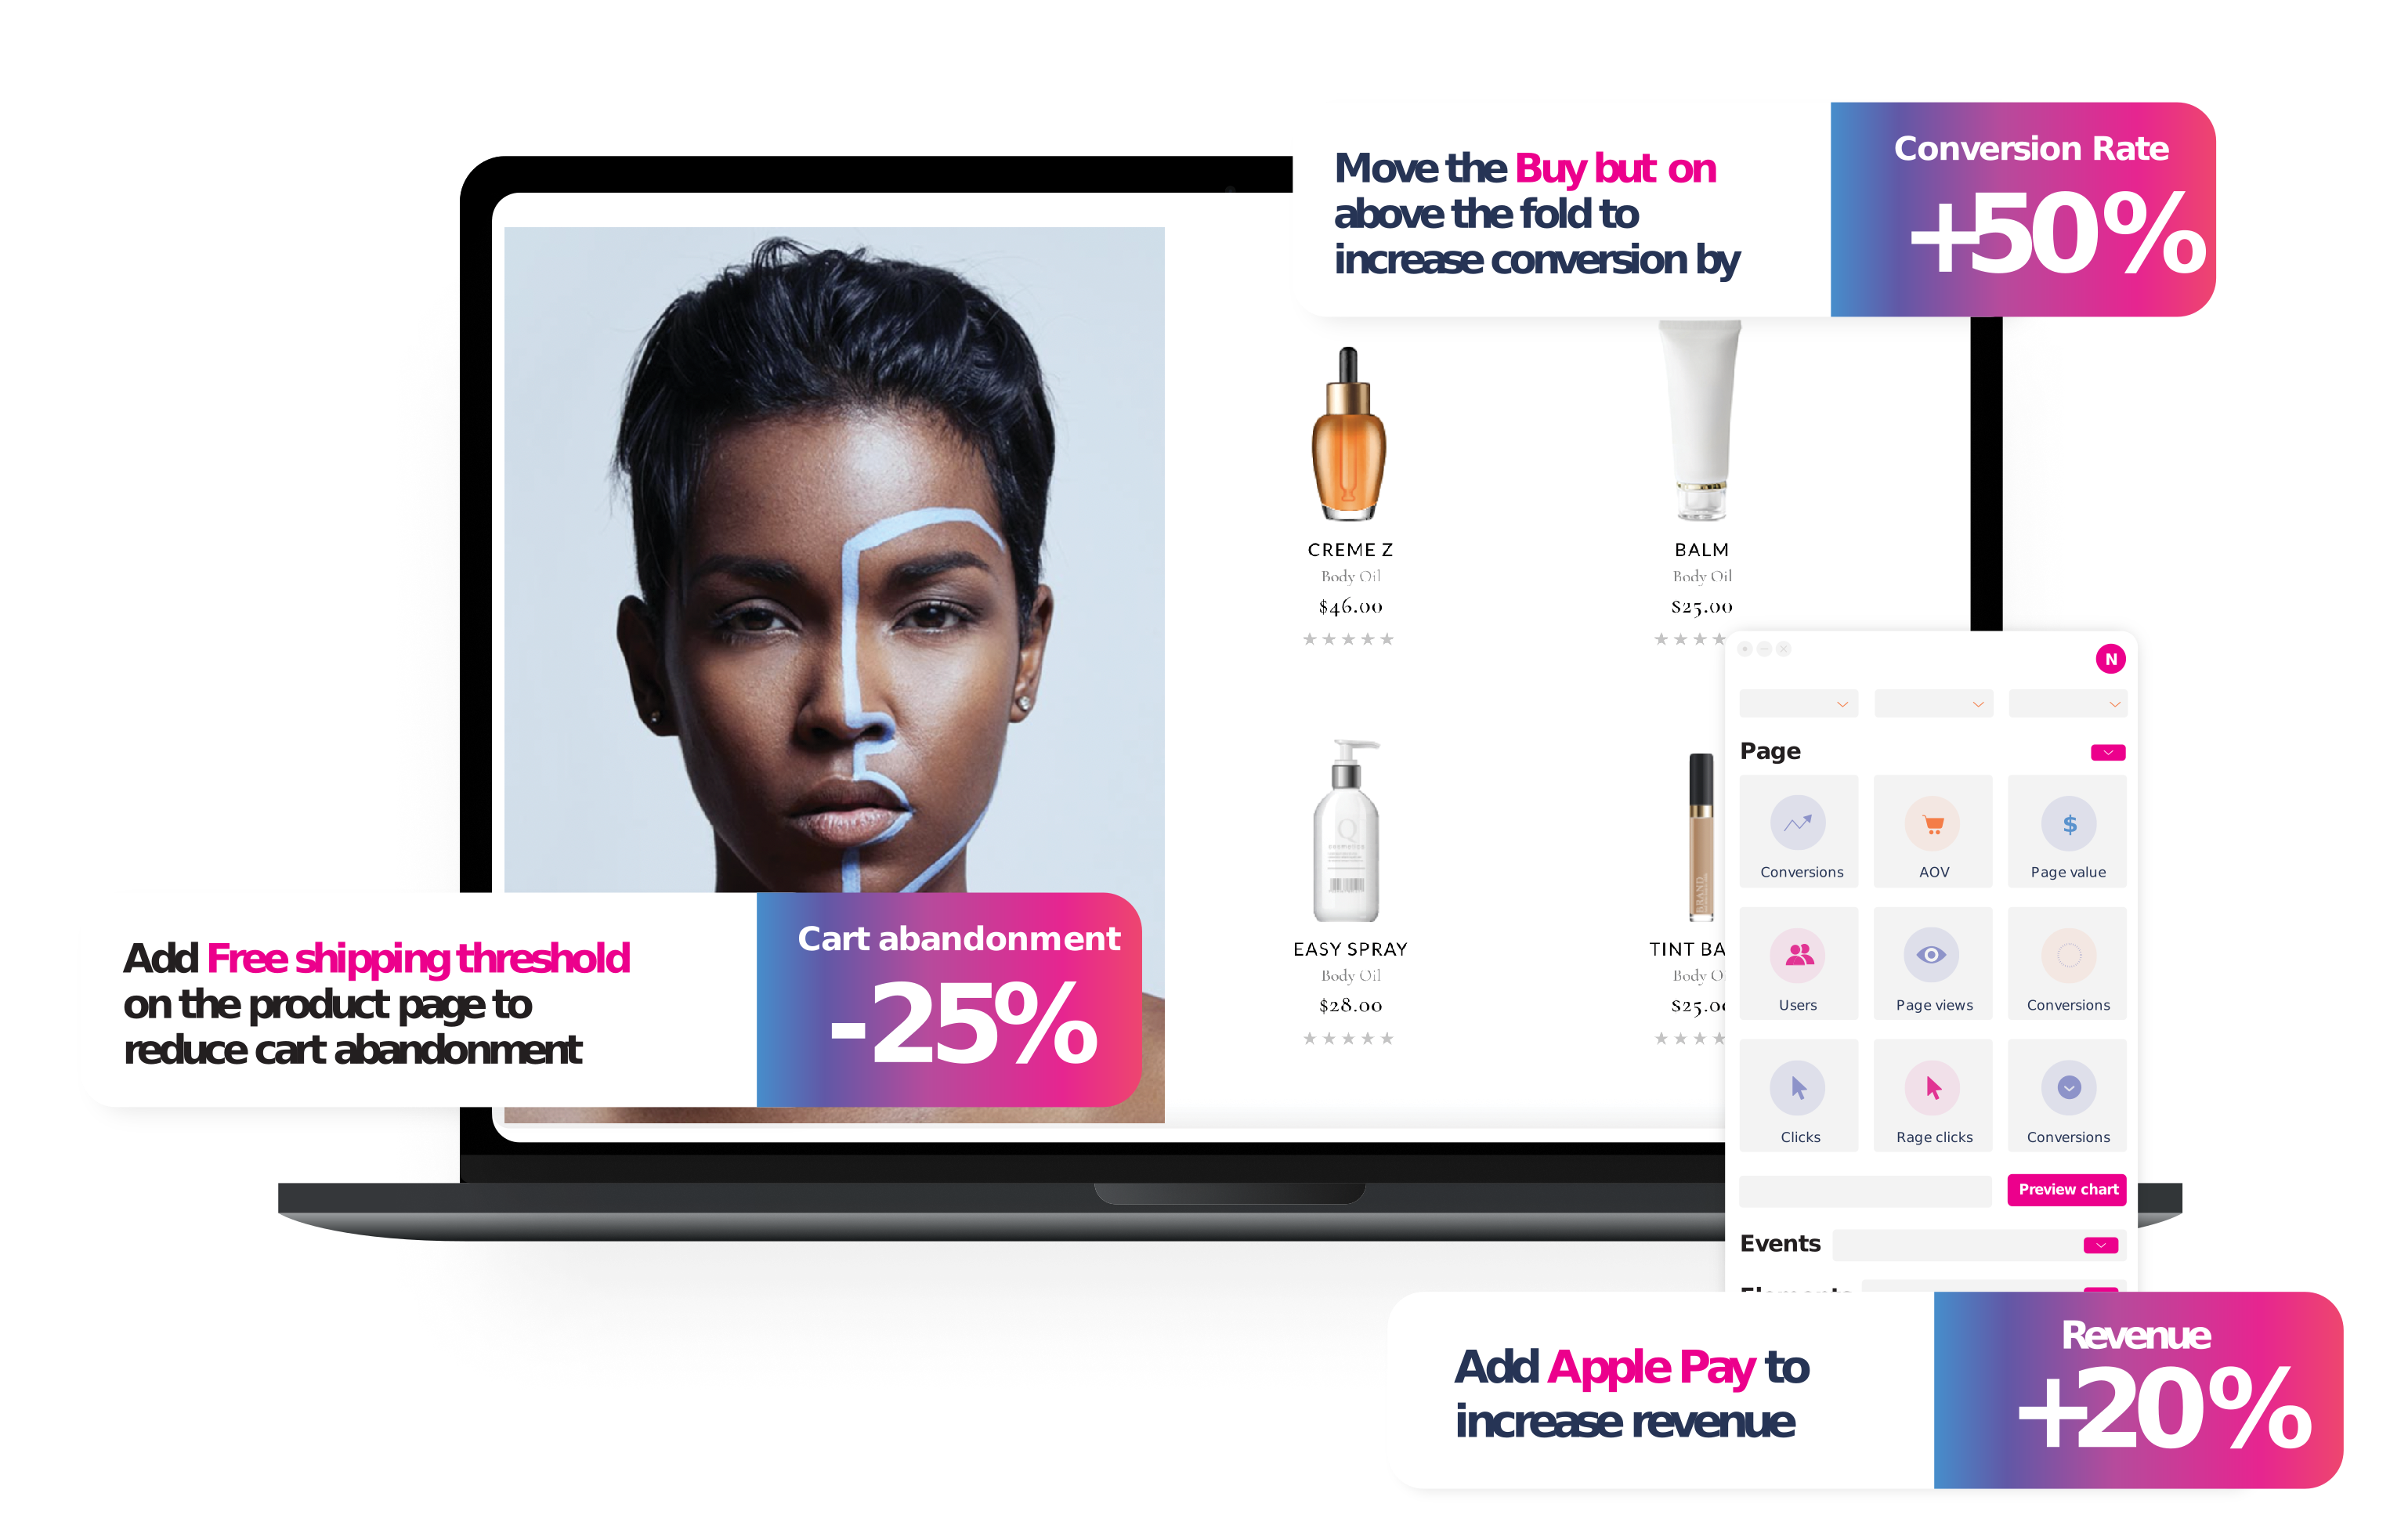 Move the Buy but on
above the fold to
increase conversion by
Conversion Rate
+50%
CREME Z
Body Oil
$46.00
BALM
Body Oil
$25.00
EASY SPRAY
Body Oil
$28.00
TINT BA
Body O
$25.0
Q
BRAND
Add Free shipping threshold
on the product page to
reduce cart abandonment
Cart abandonment
-25%
N
Page
Conversions
AOV
$
Page value
Users
Page views
Conversions
Clicks
Rage clicks
Conversions
Preview chart
Events
Add Apple Pay to
increase revenue
Revenue
+20%